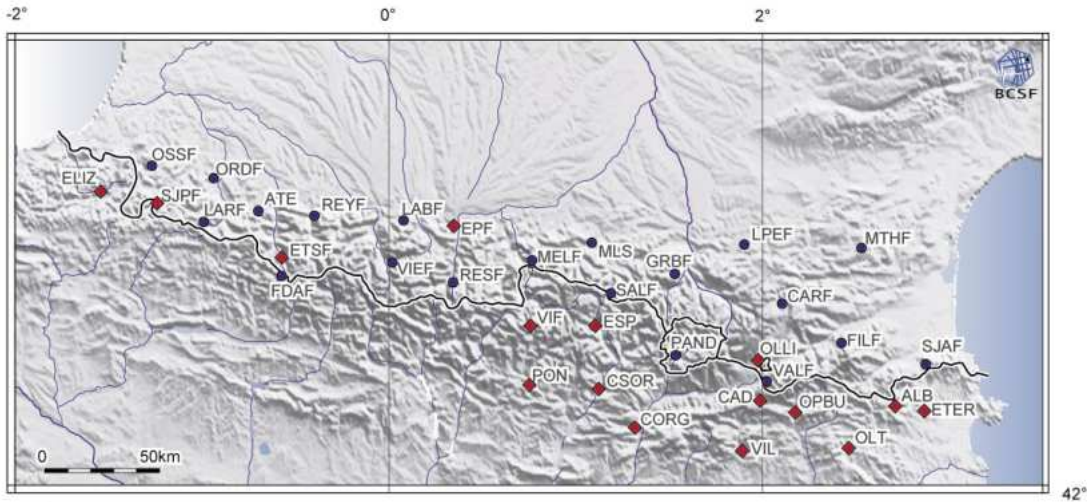 -2°
0°
2°
BCSF
OSSF
ORDF
ELIZ
SJPF
ATE
REYF
LARF
LABF
EPF
ETSF
MLS
LPEF
MTHF
VIEF
MELF
GRBF
FDAF
RESF
SALF
CARF
VIF
ESP
PAND
FILF
OLLI
SJAF
VALF
PON
CSOR
CAD
OPBU
ALB
ETER
CORG
VIL
OLT
0
50km
42°